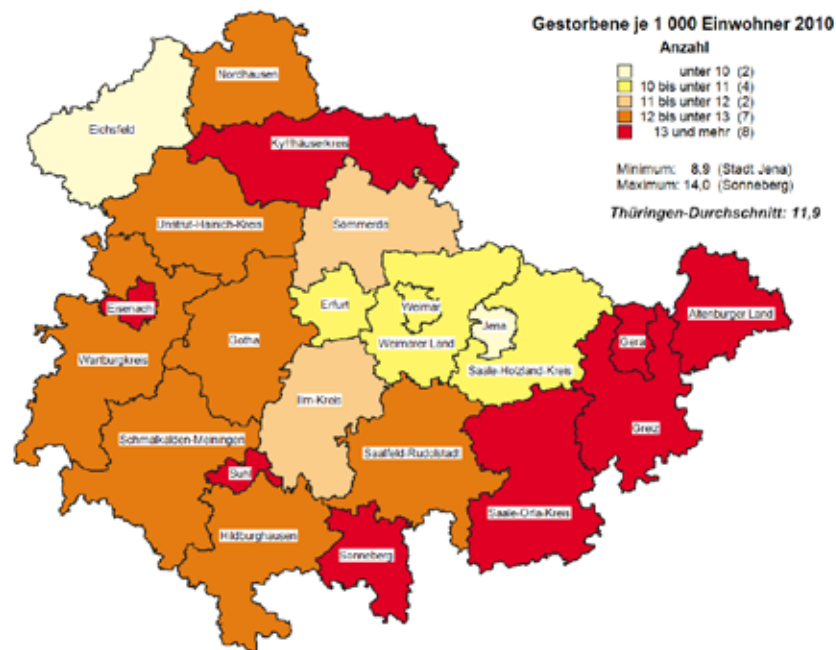 Gestorbene je 1 000 Einwohner 2010
Anzahl
unter 10 (2)
10 bis unter 11 (4)
11 bis unter 12 (2)
12 bis unter 13 (7)
13 und mehr (8)
Minimum: 8,9 (Stadt Jena)
Maximum: 14,0 (Sonneberg)
Thüringen-Durchschnitt: 11,9
Nordhausen
Eichsfeld
Kyffhäuserkreis
Unstrut-Hainich-Kreis
Sömmerda
Eisenach
Erfurt
Weimar
Jena
Gera
Altenburger Land
Gotha
Weimarer Land
Wartburgkreis
Saale-Holzland-Kreis
Ilm-Kreis
Greiz
Schmalkalden-Meiningen
Saalfeld-Rudolstadt
Suhl
Saale-Orla-Kreis
Hildburghausen
Sonneberg